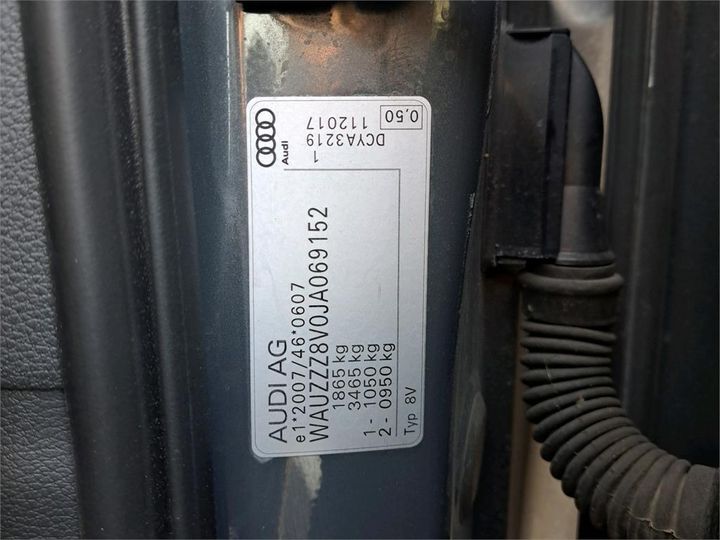 AUDI AG
e1*2007/46*0607
WAUZZZ8V0JA069152
1865 kg
3465 kg
1- 1050 kg
2- 0950 kg
Typ 8V
Audi
1
DCYA3219
112017
0,50